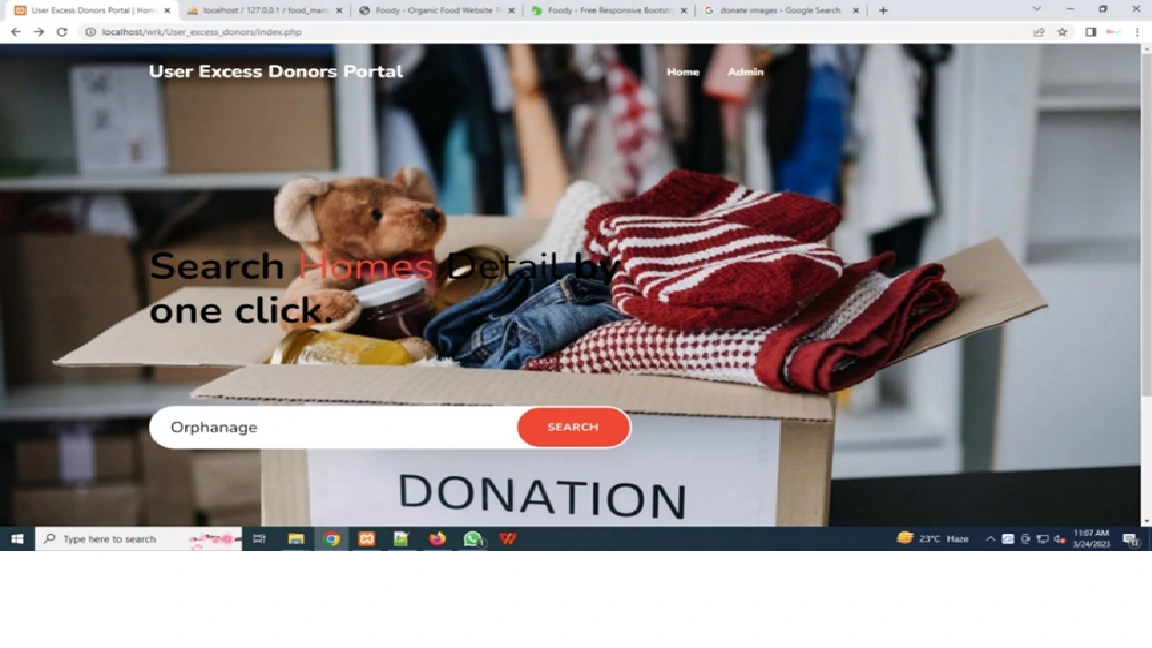 User Excess Donors Portal | Hom
localhost / 127.0.0.1 / food_man
Foody - Organic Food Website T
Foody - Free Responsive Bootstr
donate images - Google Search
localhost/wrk/User_excess_donors/index.php
User Excess Donors Portal
Home
Admin
Search Homes Detail by
one click.
Orphanage
SEARCH
DONATION
Type here to search
23°C Haze
11:07 AM
3/24/2023